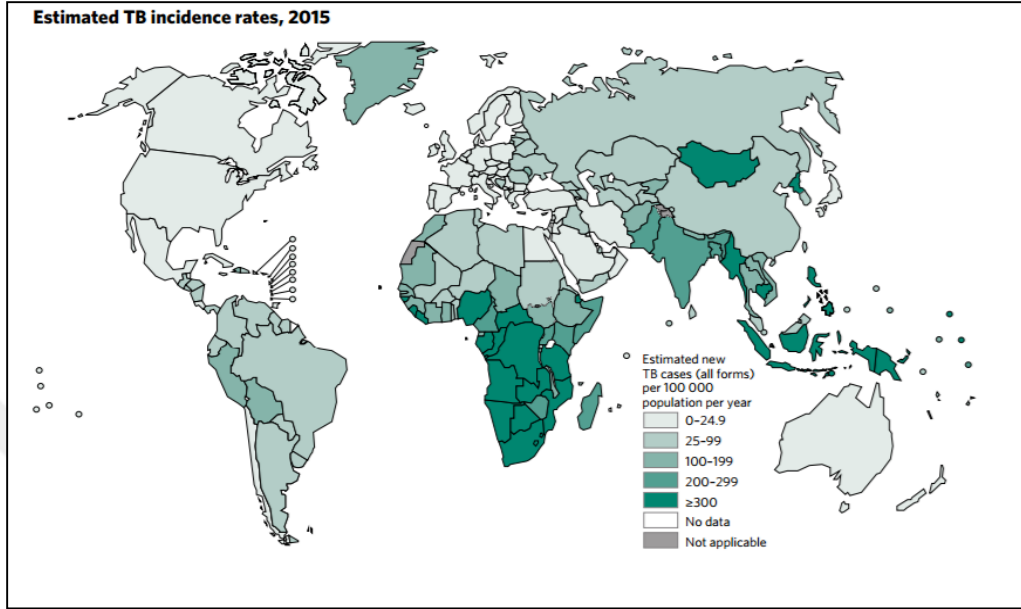 Estimated TB incidence rates, 2015
Estimated new
TB cases (all forms)
per 100 000
population per year
0–24.9
25–99
100–199
200–299
≥300
No data
Not applicable